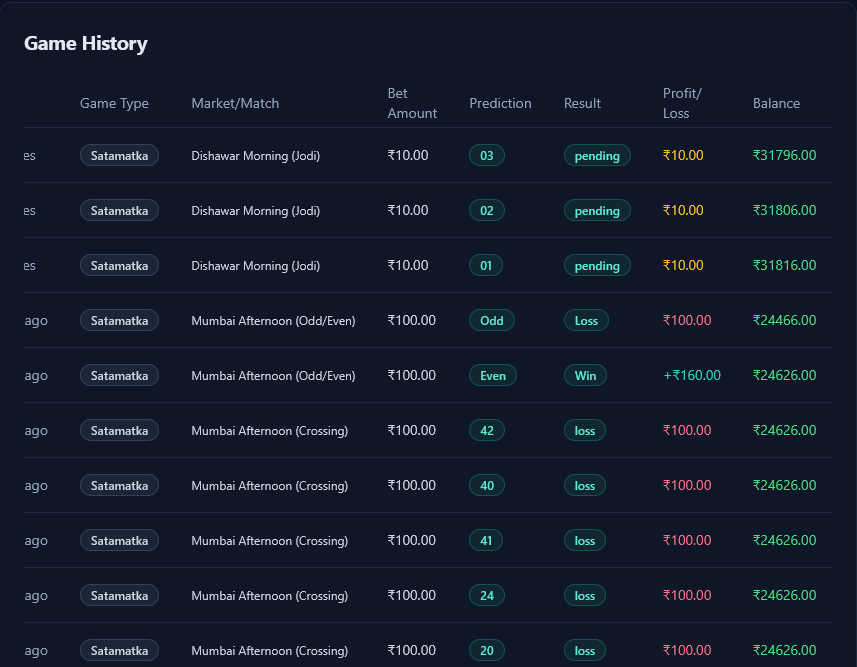 Game History
Game Type Market/Match Bet Amount Prediction Result Profit/ Loss Balance
es Satamatka Dishawar Morning (Jodi) ₹10.00 03 pending ₹10.00 ₹31796.00
es Satamatka Dishawar Morning (Jodi) ₹10.00 02 pending ₹10.00 ₹31806.00
es Satamatka Dishawar Morning (Jodi) ₹10.00 01 pending ₹10.00 ₹31816.00
ago Satamatka Mumbai Afternoon (Odd/Even) ₹100.00 Odd Loss ₹100.00 ₹24466.00
ago Satamatka Mumbai Afternoon (Odd/Even) ₹100.00 Even Win +₹160.00 ₹24626.00
ago Satamatka Mumbai Afternoon (Crossing) ₹100.00 42 loss ₹100.00 ₹24626.00
ago Satamatka Mumbai Afternoon (Crossing) ₹100.00 40 loss ₹100.00 ₹24626.00
ago Satamatka Mumbai Afternoon (Crossing) ₹100.00 41 loss ₹100.00 ₹24626.00
ago Satamatka Mumbai Afternoon (Crossing) ₹100.00 24 loss ₹100.00 ₹24626.00
ago Satamatka Mumbai Afternoon (Crossing) ₹100.00 20 loss ₹100.00 ₹24626.00